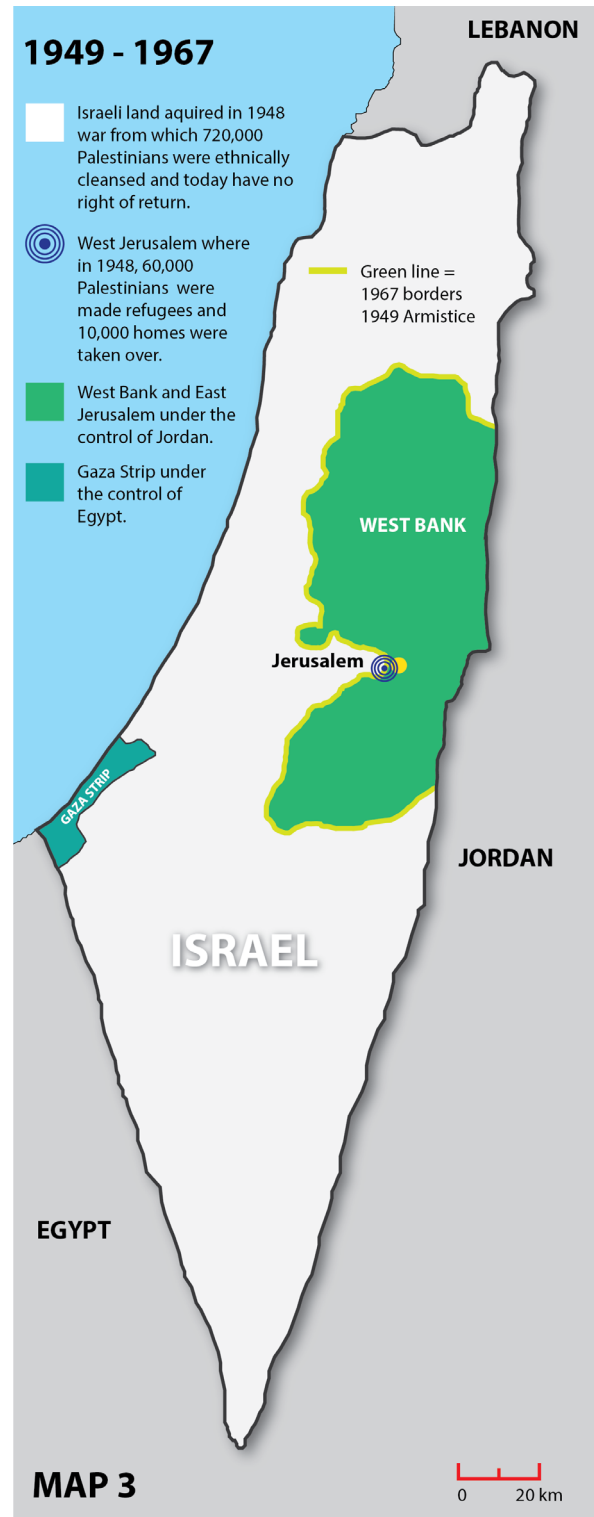 LEBANON
1949 - 1967
Israeli land aquired in 1948
war from which 720,000
Palestinians were ethnically
cleansed and today have no
right of return.
West Jerusalem where
in 1948, 60,000
Palestinians were
made refugees and
10,000 homes were
taken over.
Green line =
1967 borders
1949 Armistice
West Bank and East
Jerusalem under the
control of Jordan.
Gaza Strip under
the control of
Egypt.
WEST BANK
Jerusalem
GAZA STRIP
JORDAN
ISRAEL
EGYPT
MAP 3
0 20 km